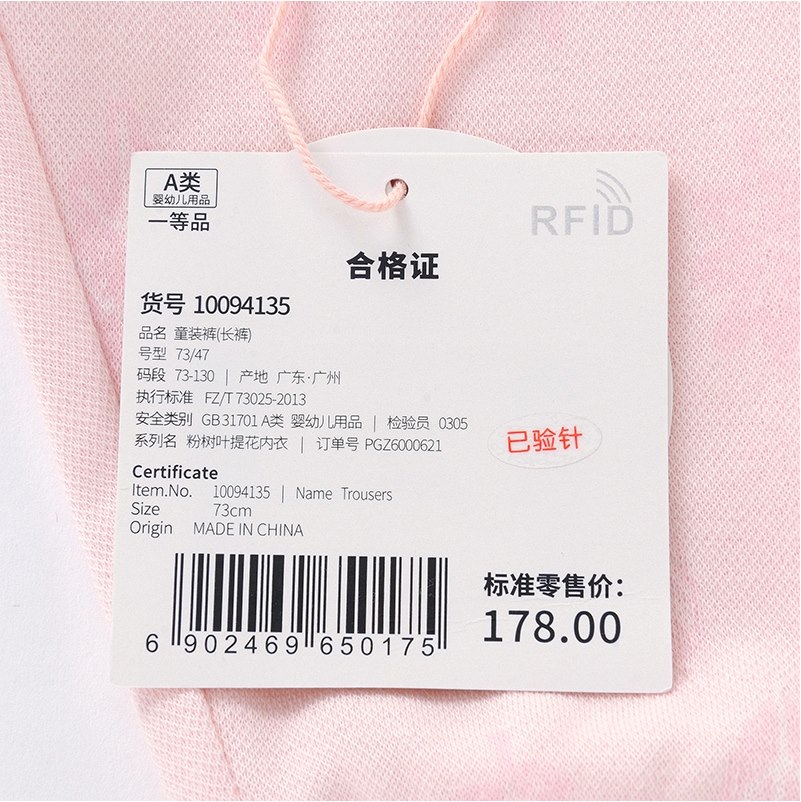 A类
婴幼儿用品
一等品
RFID
合格证
货号 10094135
品名 童装裤(长裤)
号型 73/47
码段 73-130 | 产地 广东·广州
执行标准 FZ/T 73025-2013
安全类别 GB 31701 A类 婴幼儿用品 | 检验员 0305
系列名 粉树叶提花内衣 | 订单号 PGZ6000621
已验针
Certificate
Item.No. 10094135 | Name Trousers
Size 73cm
Origin MADE IN CHINA
标准零售价:
178.00
6 902469 650175